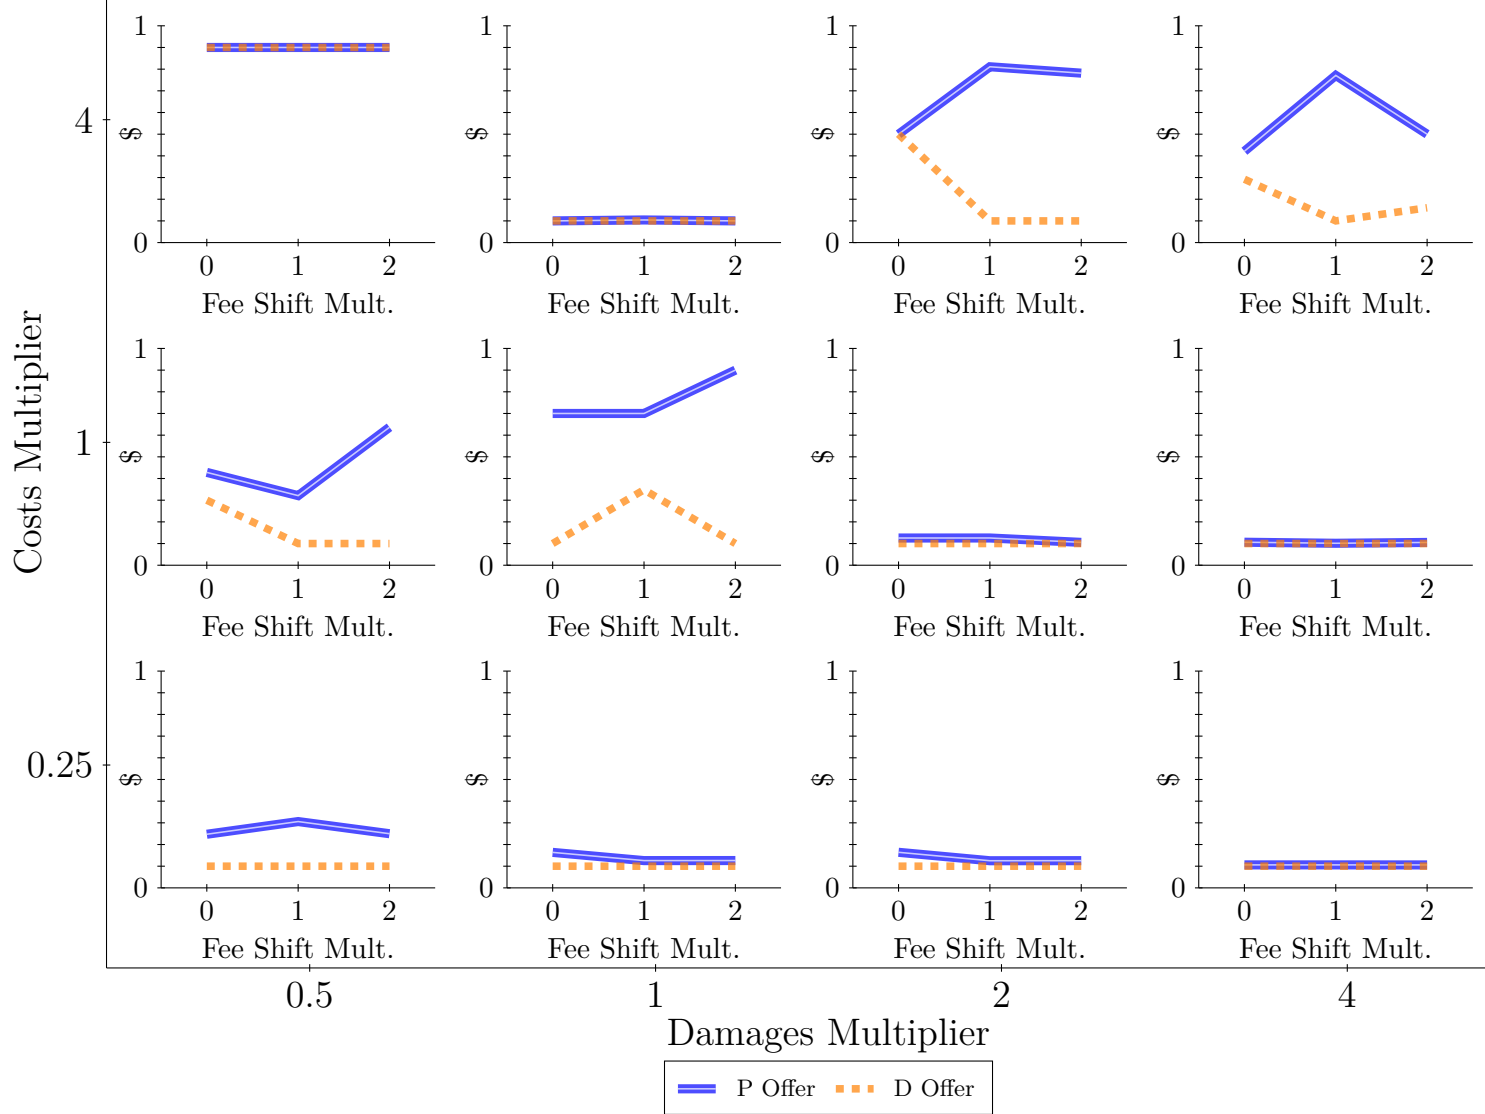 1 1 1 1
4 $ $ $ $
0 0 0 0
0 1 2 0 1 2 0 1 2 0 1 2
Fee Shift Mult. Fee Shift Mult. Fee Shift Mult. Fee Shift Mult.
Costs Multiplier
1 1 1 1
1 $ $ $ $
0 0 0 0
0 1 2 0 1 2 0 1 2 0 1 2
Fee Shift Mult. Fee Shift Mult. Fee Shift Mult. Fee Shift Mult.
1 1 1 1
0.25 $ $ $ $
0 0 0 0
0 1 2 0 1 2 0 1 2 0 1 2
Fee Shift Mult. Fee Shift Mult. Fee Shift Mult. Fee Shift Mult.
0.5 1 2 4
Damages Multiplier
P Offer D Offer